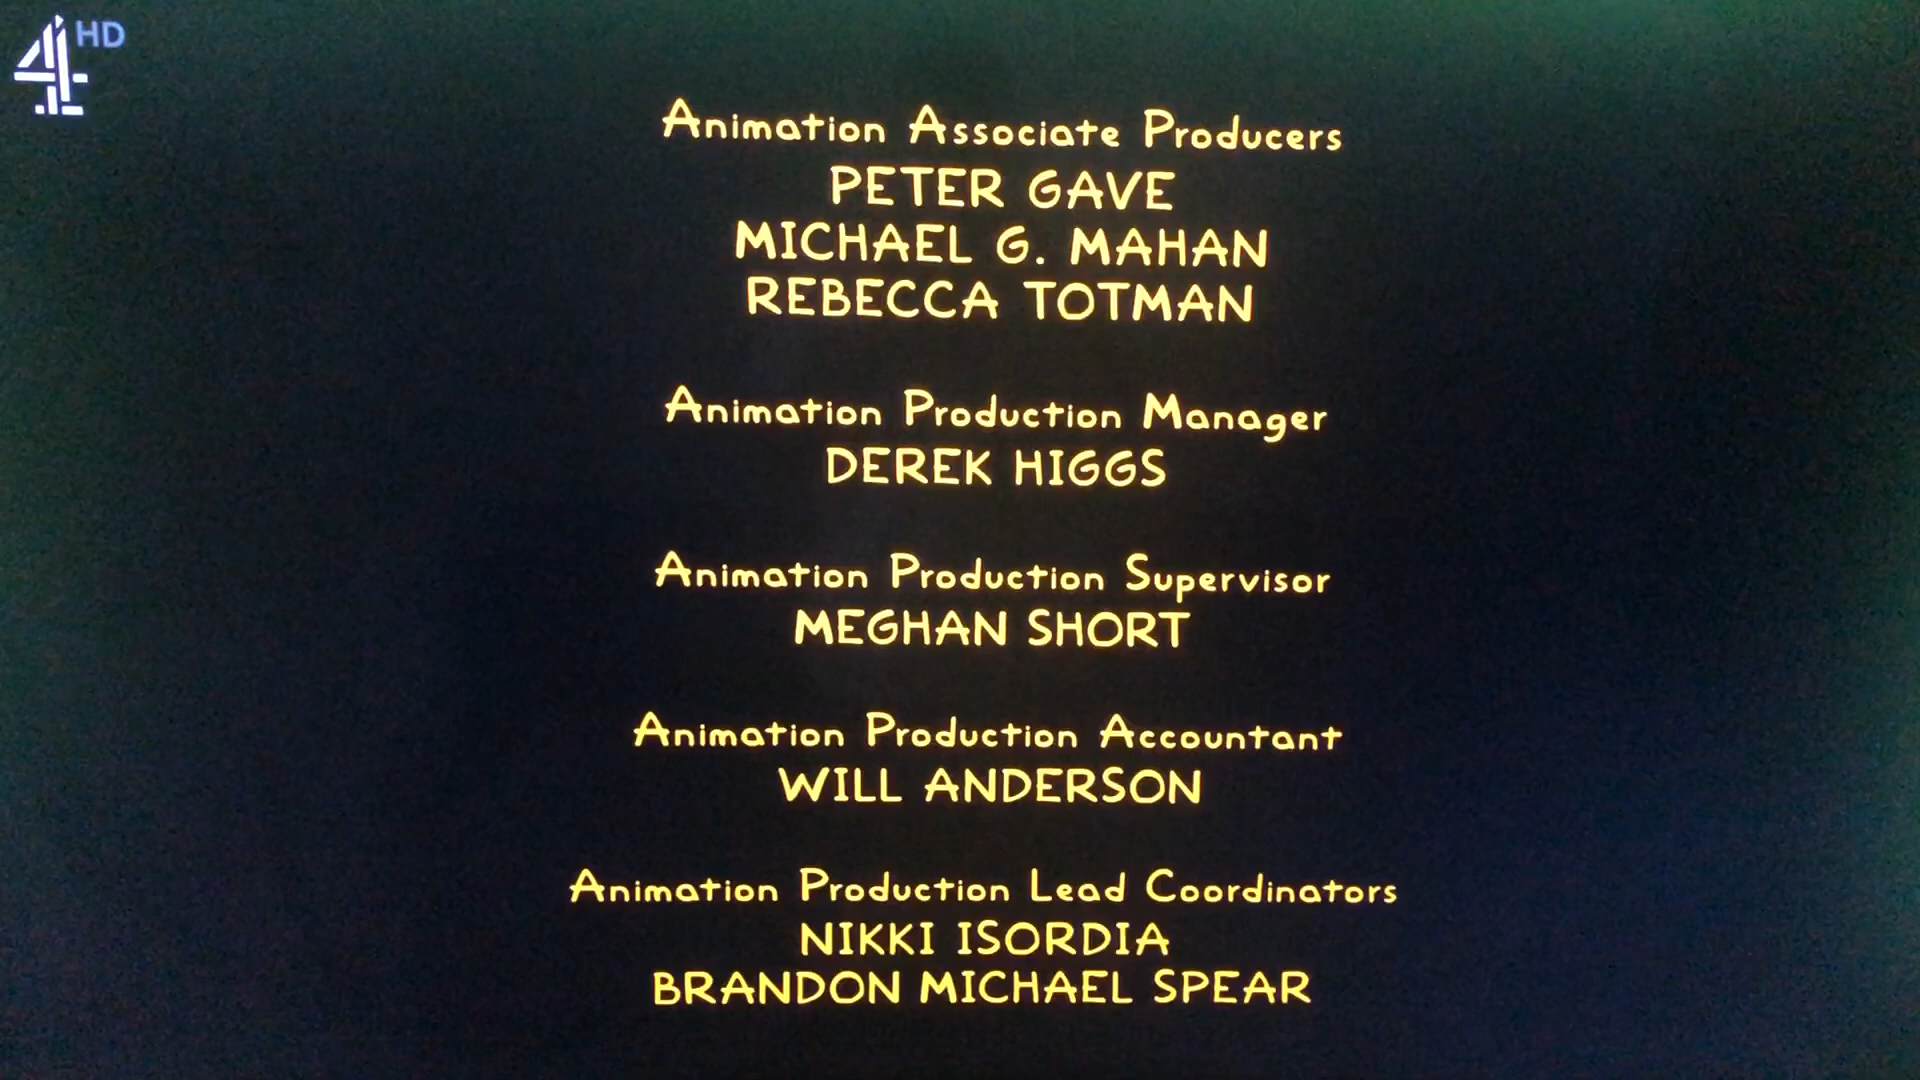 4 HD
Animation Associate Producers
PETER GAVE
MICHAEL G. MAHAN
REBECCA TOTMAN
Animation Production Manager
DEREK HIGGS
Animation Production Supervisor
MEGHAN SHORT
Animation Production Accountant
WILL ANDERSON
Animation Production Lead Coordinators
NIKKI ISORDIA
BRANDON MICHAEL SPEAR